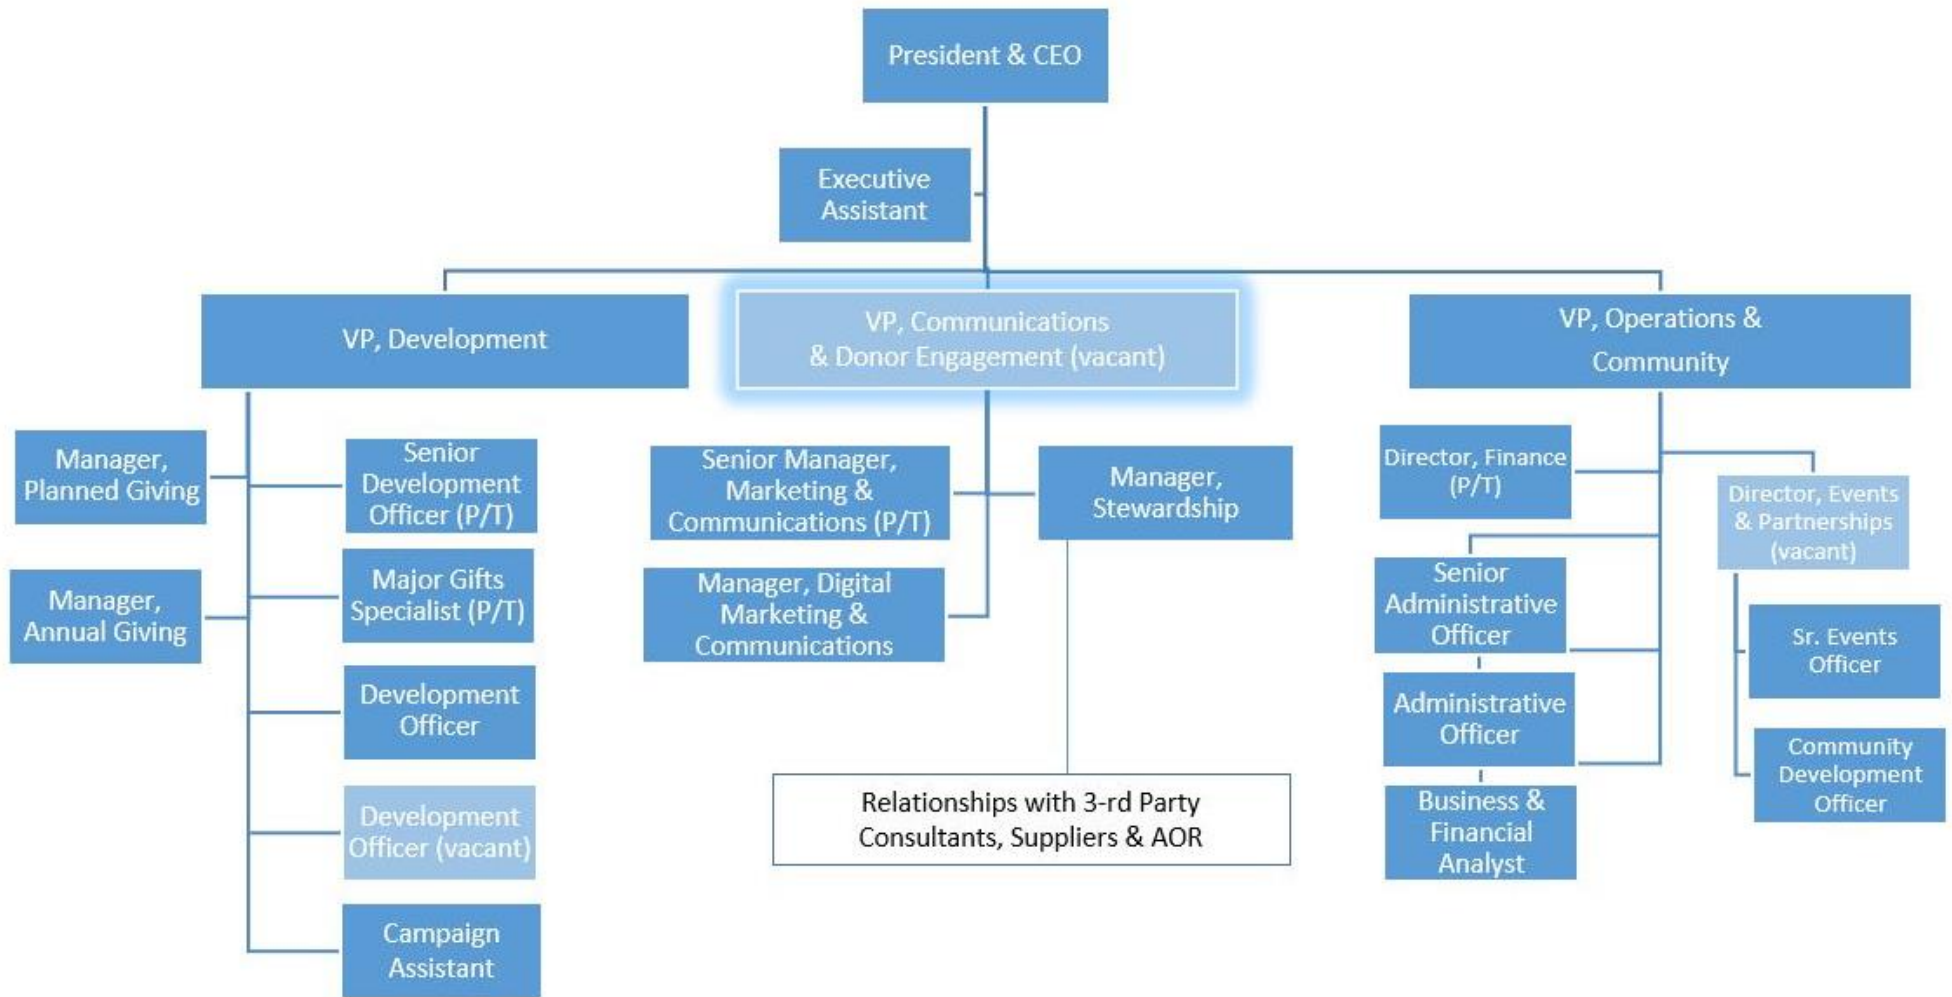 President & CEO
Executive
Assistant
VP, Development
VP, Communications
& Donor Engagement (vacant)
VP, Operations &
Community
Manager,
Planned Giving
Manager,
Annual Giving
Senior
Development
Officer (P/T)
Major Gifts
Specialist (P/T)
Development
Officer
Development
Officer (vacant)
Campaign
Assistant
Senior Manager,
Marketing &
Communications (P/T)
Manager, Digital
Marketing &
Communications
Manager,
Stewardship
Relationships with 3-rd Party
Consultants, Suppliers & AOR
Director, Finance
(P/T)
Senior
Administrative
Officer
Administrative
Officer
Business &
Financial
Analyst
Director, Events
& Partnerships
(vacant)
Sr. Events
Officer
Community
Development
Officer